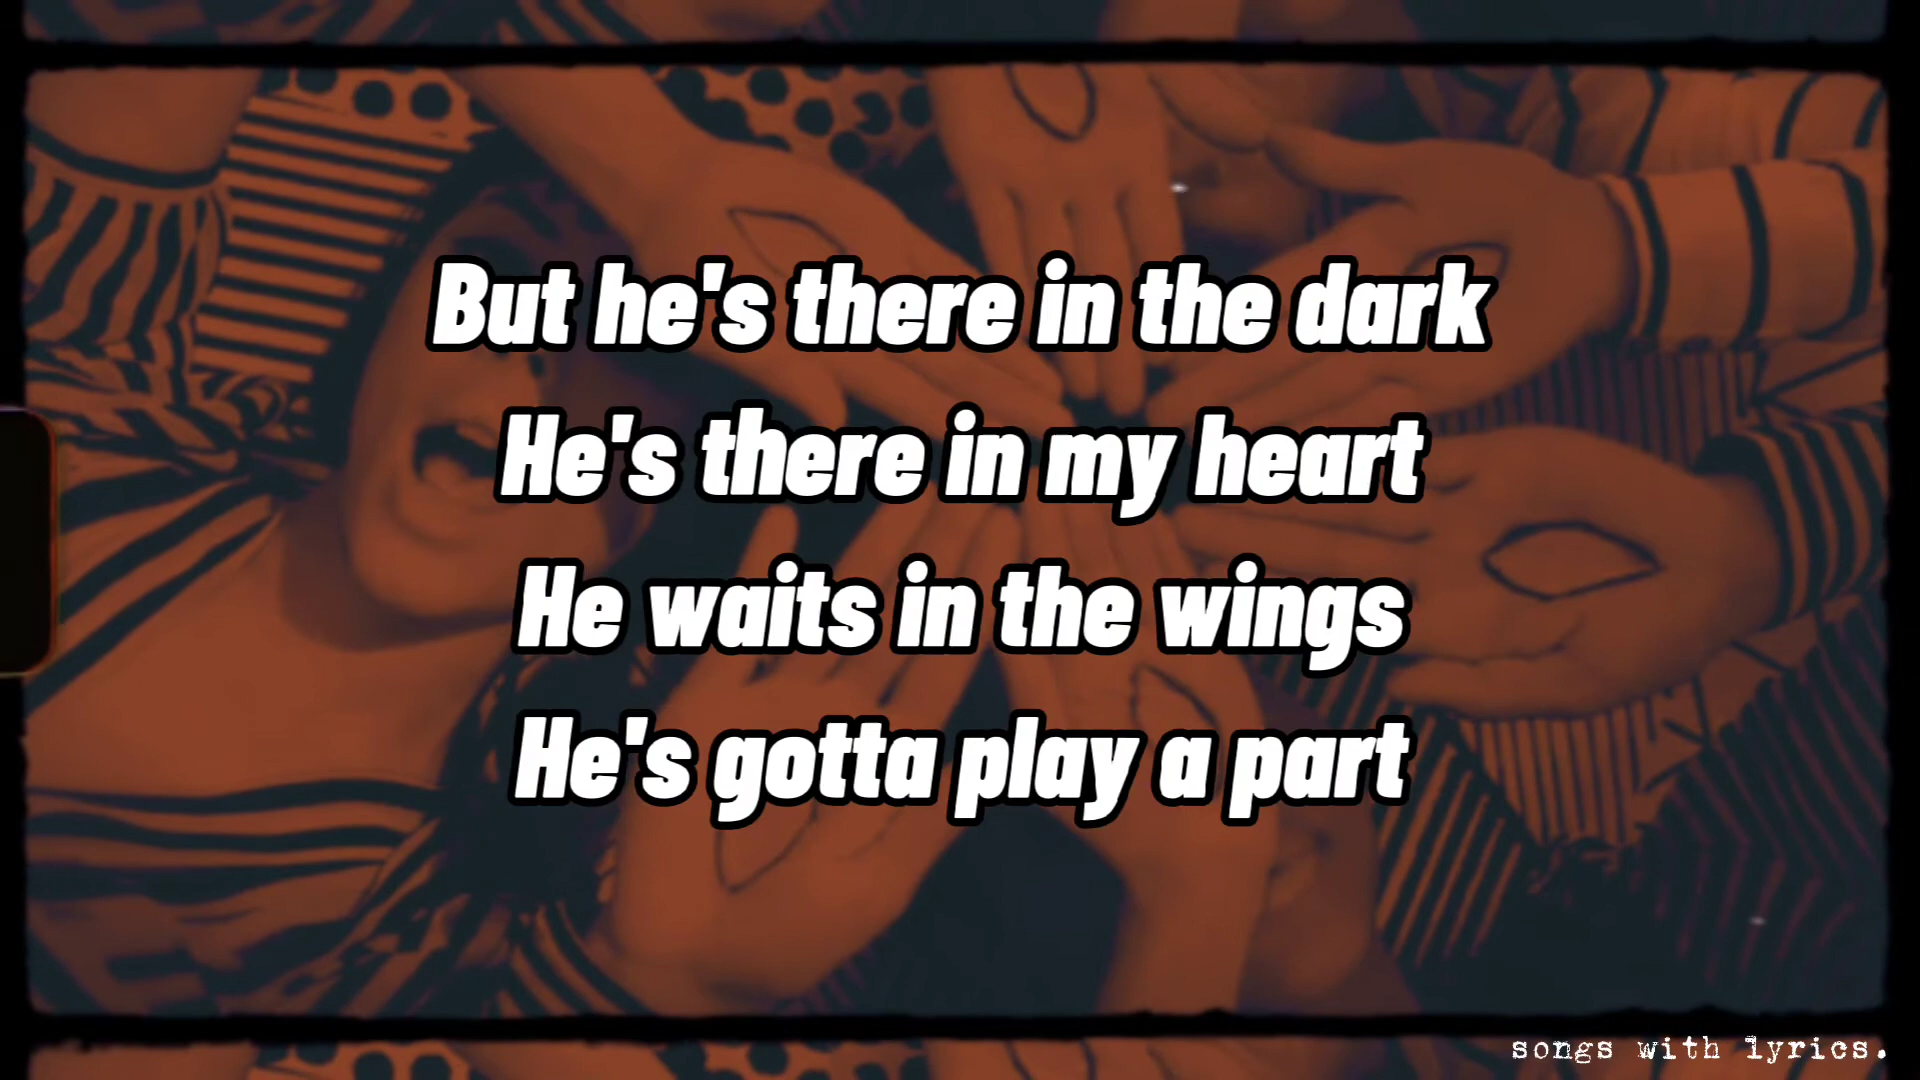 But he's there in the dark
He's there in my heart
He waits in the wings
He's gotta play a part
songs with lyrics.